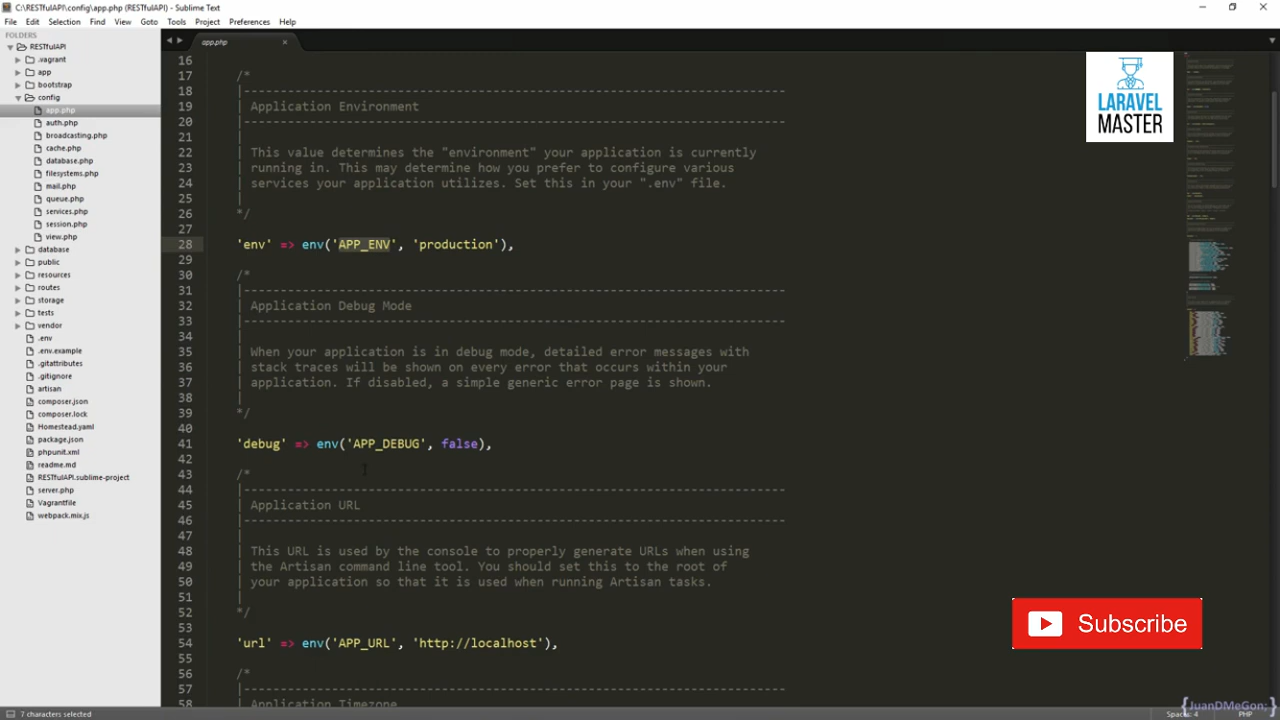 C:\RESTfulAPI\config\app.php (RESTfulAPI) - Sublime Text
File Edit Selection Find View Goto Tools Project Preferences Help
FOLDERS
RESTfulAPI
.vagrant
app
bootstrap
config
app.php
auth.php
broadcasting.php
cache.php
database.php
filesystems.php
mail.php
queue.php
services.php
session.php
view.php
database
public
resources
routes
storage
tests
vendor
.env
.env.example
.gitattributes
.gitignore
artisan
composer.json
composer.lock
Homestead.yaml
package.json
phpunit.xml
readme.md
RESTfulAPI.sublime-project
server.php
Vagrantfile
webpack.mix.js
app.php
16
17 /*
18 |--------------------------------------------------------------------------
19 | Application Environment
20 |--------------------------------------------------------------------------
21 |
22 | This value determines the "environment" your application is currently
23 | running in. This may determine how you prefer to configure various
24 | services your application utilizes. Set this in your ".env" file.
25 |
26 */
27
28 'env' => env('APP_ENV', 'production'),
29
30 /*
31 |--------------------------------------------------------------------------
32 | Application Debug Mode
33 |--------------------------------------------------------------------------
34 |
35 | When your application is in debug mode, detailed error messages with
36 | stack traces will be shown on every error that occurs within your
37 | application. If disabled, a simple generic error page is shown.
38 |
39 */
40
41 'debug' => env('APP_DEBUG', false),
42
43 /*
44 |--------------------------------------------------------------------------
45 | Application URL
46 |--------------------------------------------------------------------------
47 |
48 | This URL is used by the console to properly generate URLs when using
49 | the Artisan command line tool. You should set this to the root of
50 | your application so that it is used when running Artisan tasks.
51 |
52 */
53
54 'url' => env('APP_URL', 'http://localhost'),
55
56 /*
57 |--------------------------------------------------------------------------
58 | Application Timezone
LARAVEL
MASTER
Subscribe
7 characters selected
{JuanDMeGon;}
Spaces: 4 PHP